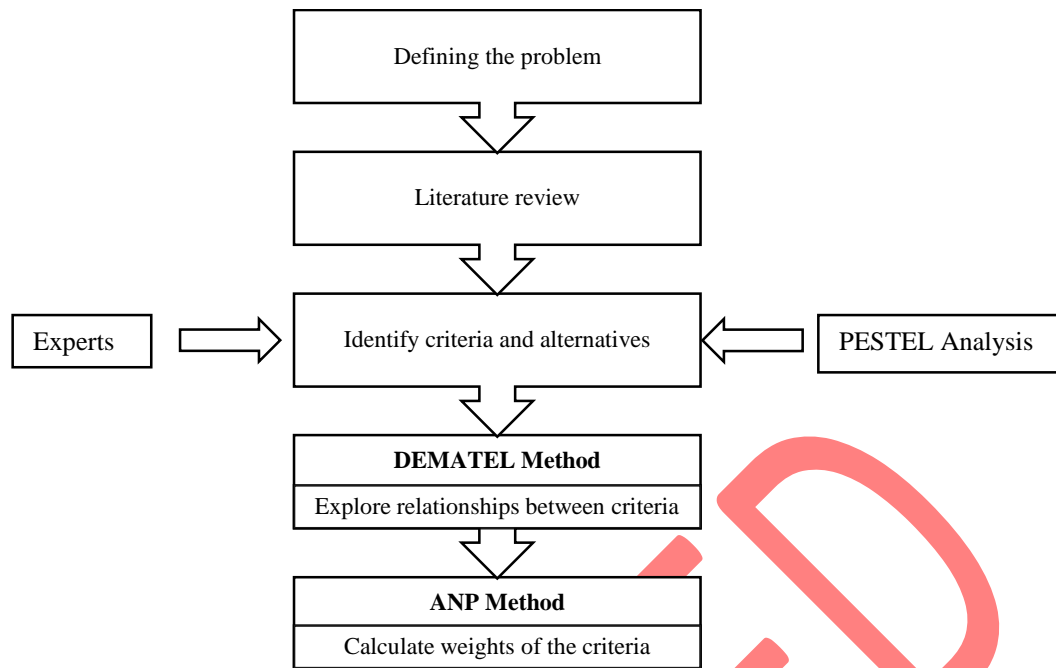 Defining the problem
Literature review
Experts
Identify criteria and alternatives
PESTEL Analysis
DEMATEL Method
Explore relationships between criteria
ANP Method
Calculate weights of the criteria